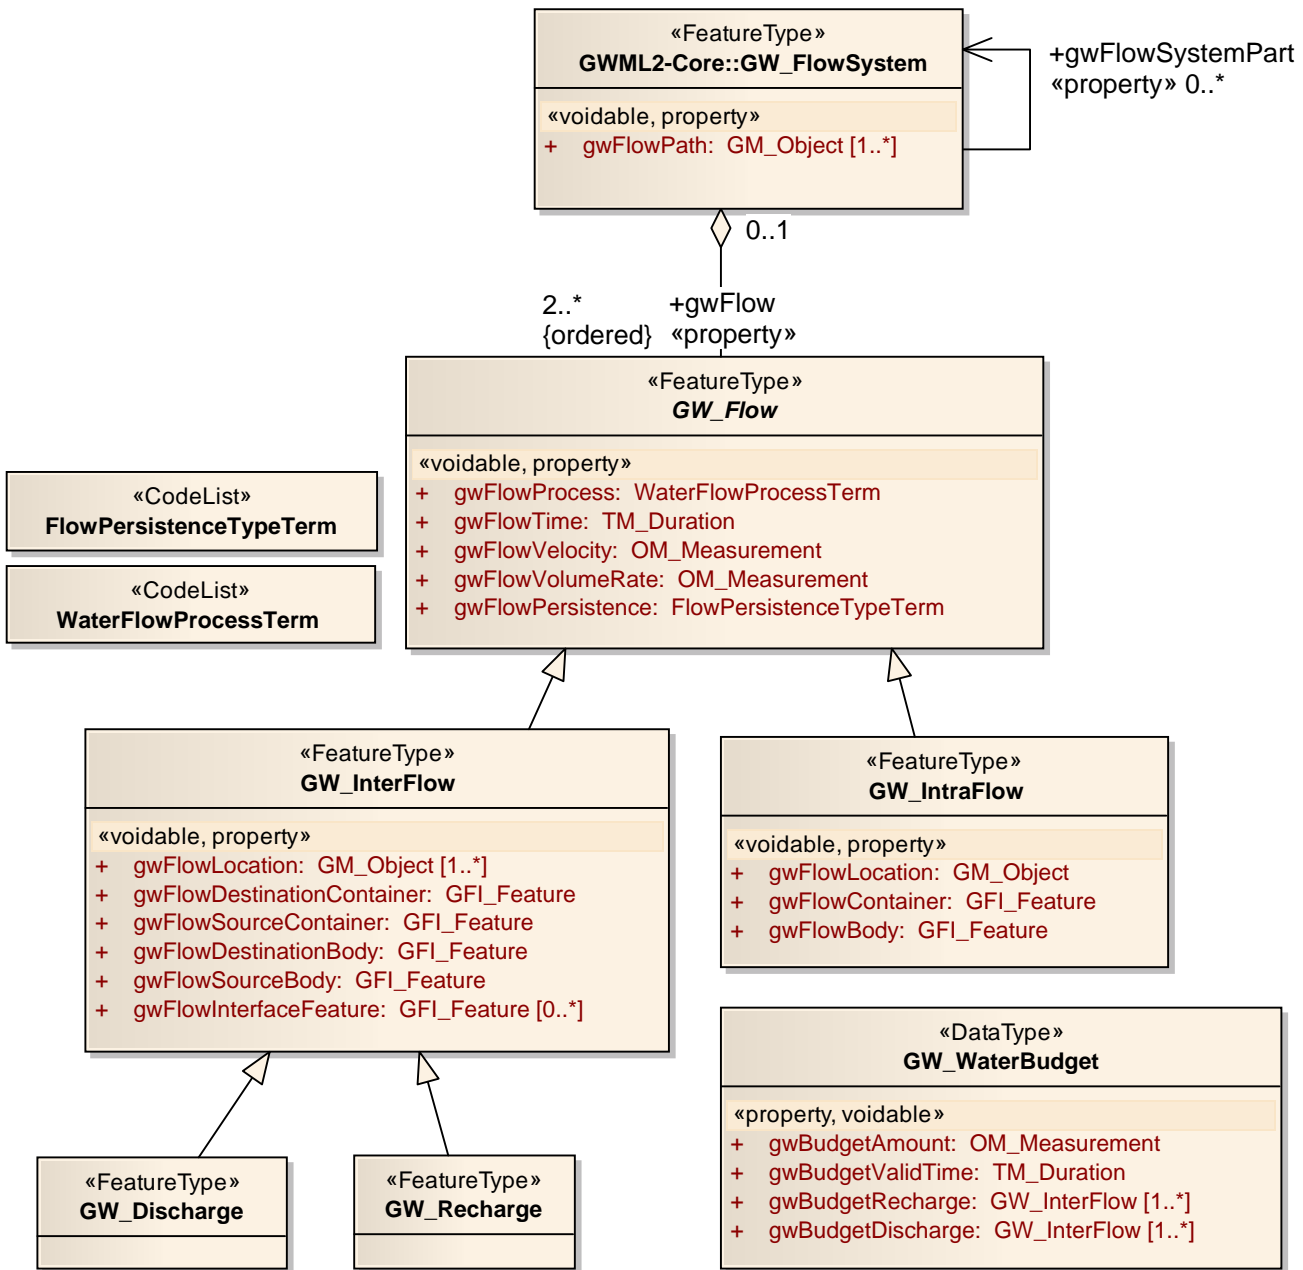 «FeatureType»
GWML2-Core::GW_FlowSystem
«voidable, property»
+ gwFlowPath: GM_Object [1..*]
+gwFlowSystemPart
«property» 0..*
0..1
2..* +gwFlow
{ordered} «property»
«FeatureType»
GW_Flow
«voidable, property»
+ gwFlowProcess: WaterFlowProcessTerm
+ gwFlowTime: TM_Duration
+ gwFlowVelocity: OM_Measurement
+ gwFlowVolumeRate: OM_Measurement
+ gwFlowPersistence: FlowPersistenceTypeTerm
«CodeList»
FlowPersistenceTypeTerm
«CodeList»
WaterFlowProcessTerm
«FeatureType»
GW_InterFlow
«voidable, property»
+ gwFlowLocation: GM_Object [1..*]
+ gwFlowDestinationContainer: GFI_Feature
+ gwFlowSourceContainer: GFI_Feature
+ gwFlowDestinationBody: GFI_Feature
+ gwFlowSourceBody: GFI_Feature
+ gwFlowInterfaceFeature: GFI_Feature [0..*]
«FeatureType»
GW_IntraFlow
«voidable, property»
+ gwFlowLocation: GM_Object
+ gwFlowContainer: GFI_Feature
+ gwFlowBody: GFI_Feature
«DataType»
GW_WaterBudget
«property, voidable»
+ gwBudgetAmount: OM_Measurement
+ gwBudgetValidTime: TM_Duration
+ gwBudgetRecharge: GW_InterFlow [1..*]
+ gwBudgetDischarge: GW_InterFlow [1..*]
«FeatureType»
GW_Discharge
«FeatureType»
GW_Recharge